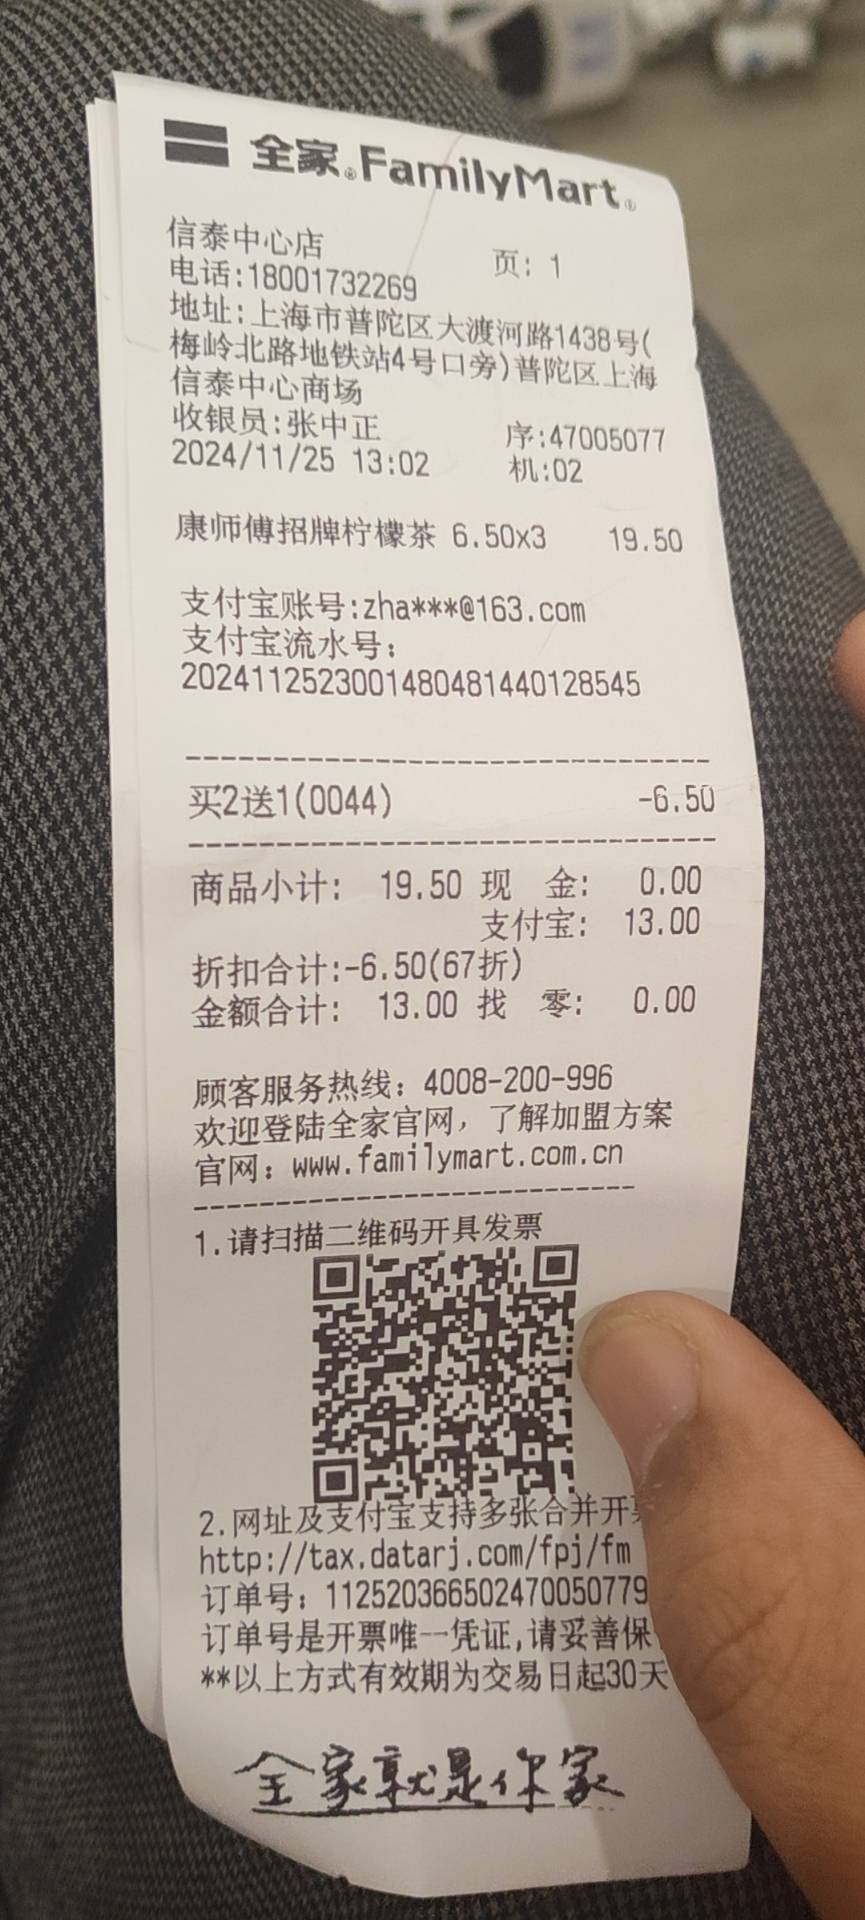 全家®FamilyMart®
信泰中心店 页: 1
电话:18001732269
地址:上海市普陀区大渡河路1438号(
梅岭北路地铁站4号口旁)普陀区上海
信泰中心商场
收银员:张中正 序:47005077
2024/11/25 13:02 机:02
康师傅招牌柠檬茶 6.50x3 19.50
支付宝账号:zha***@163.com
支付宝流水号:
2024112523001480481440128545
买2送1(0044) -6.50
商品小计: 19.50 现 金: 0.00
支付宝: 13.00
折扣合计:-6.50(67折)
金额合计: 13.00 找 零: 0.00
顾客服务热线: 4008-200-996
欢迎登陆全家官网, 了解加盟方案
官网: www.familymart.com.cn
1.请扫描二维码开具发票
2.网址及支付宝支持多张合并开
http://tax.datarj.com/fpj/fm
订单号: 112520366502470050779
订单号是开票唯一凭证,请妥善保
**以上方式有效期为交易日起30天
全家就是你家